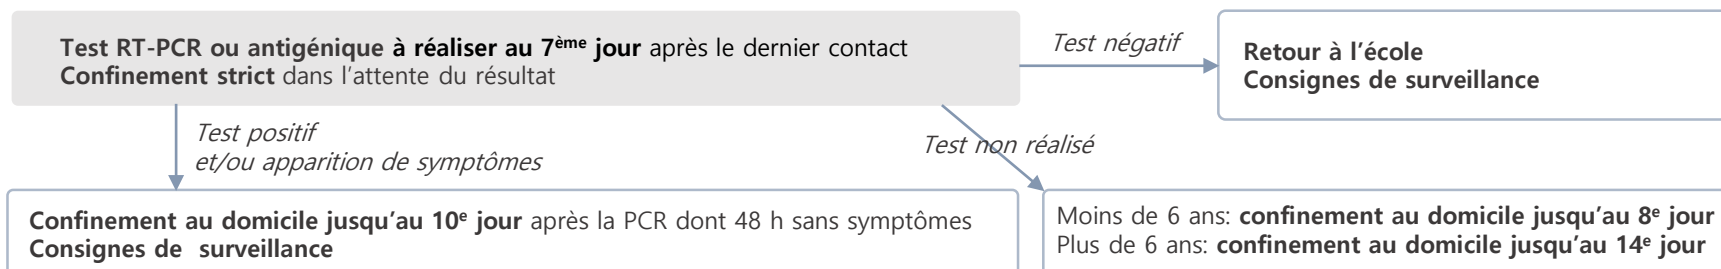 Test RT-PCR ou antigénique à réaliser au 7ème jour après le dernier contact
Confinement strict dans l'attente du résultat
Test négatif
Retour à l'école
Consignes de surveillance
Test positif
et/ou apparition de symptômes
Test non réalisé
Confinement au domicile jusqu'au 10e jour après la PCR dont 48 h sans symptômes
Consignes de surveillance
Moins de 6 ans: confinement au domicile jusqu'au 8e jour
Plus de 6 ans: confinement au domicile jusqu'au 14e jour